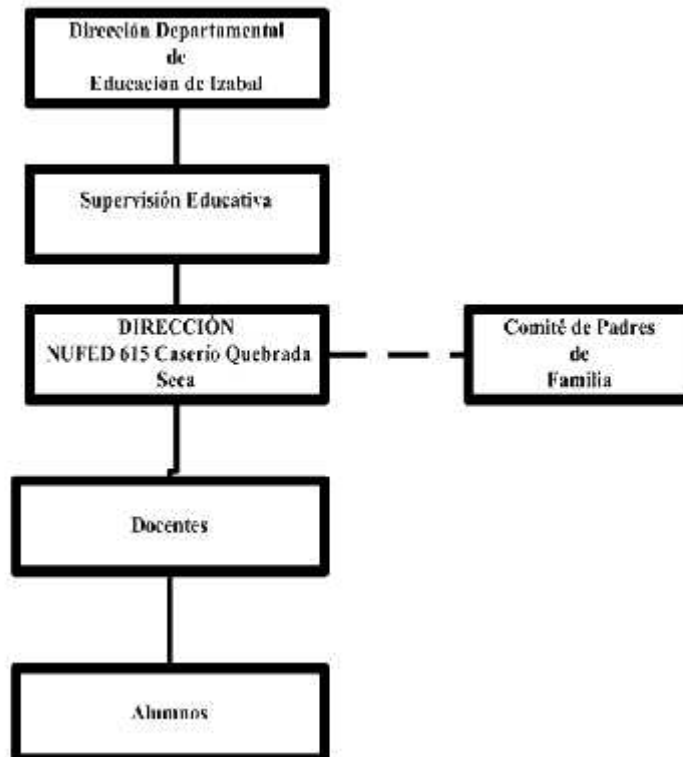 Dirección Departamental
de
Educación de Izabal
Supervisión Educativa
DIRECCIÓN
NUFED 615 Caserío Quebrada
Seca
Comité de Padres
de
Familia
Docentes
Alumnos